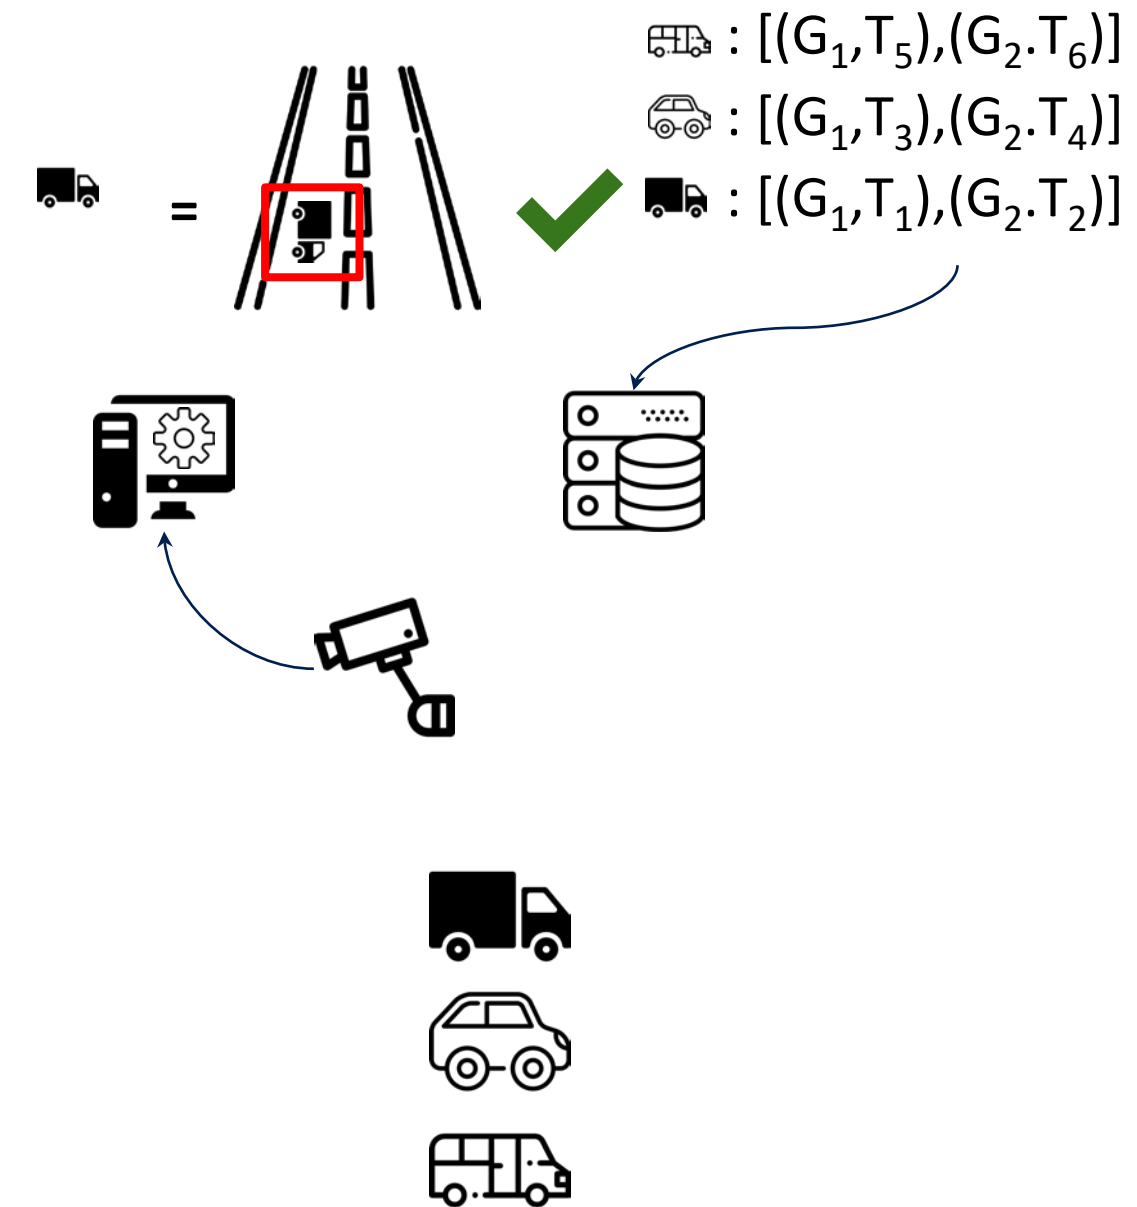 : [(G₁,T₅),(G₂.T₆)]
: [(G₁,T₃),(G₂.T₄)]
=
: [(G₁,T₁),(G₂.T₂)]